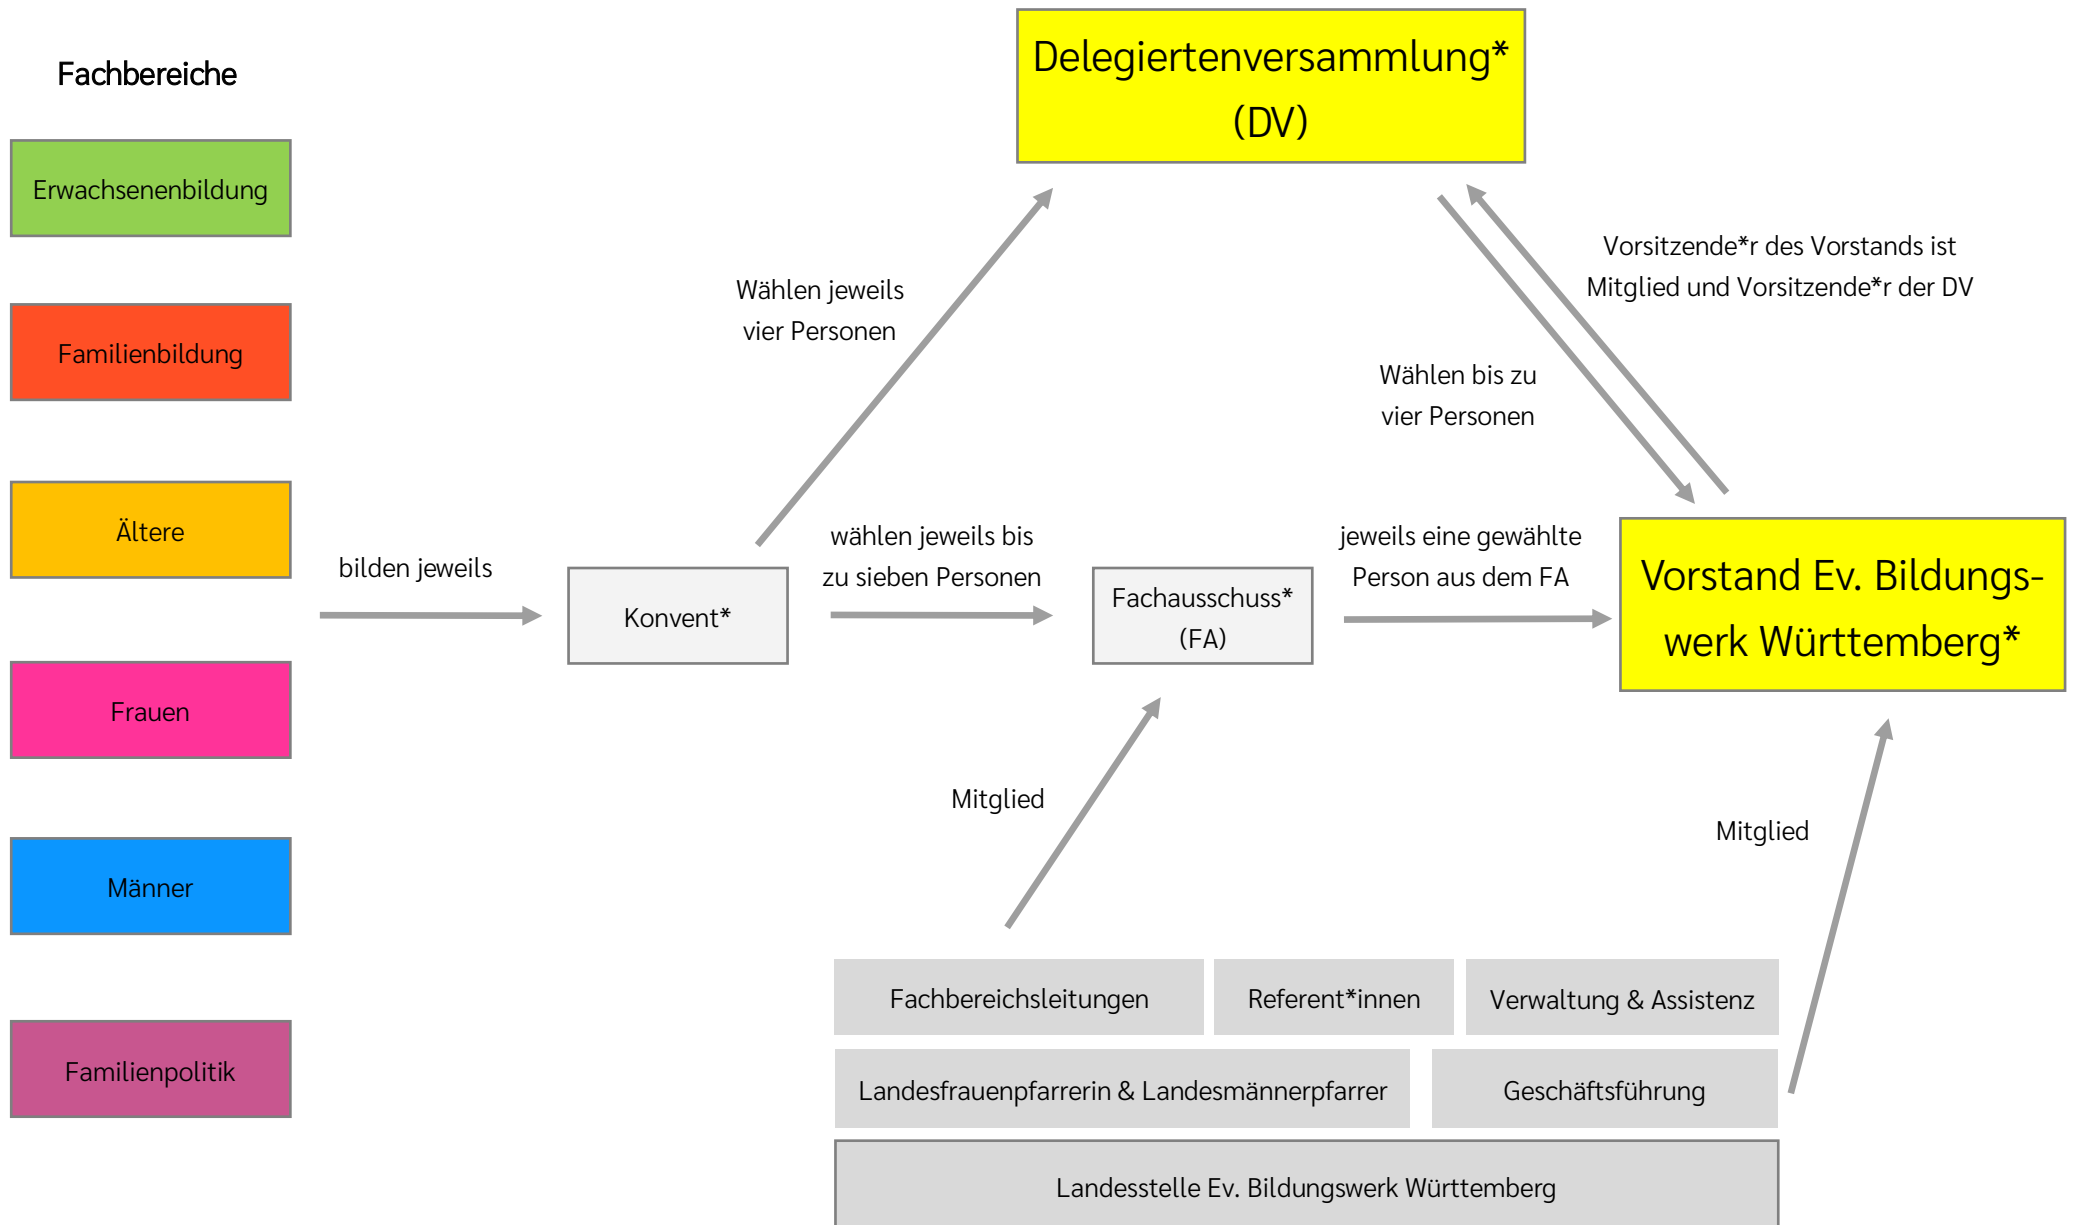 Fachbereiche
Erwachsenenbildung
Familienbildung
Ältere
Frauen
Männer
Familienpolitik
bilden jeweils
Konvent*
Wählen jeweils
vier Personen
wählen jeweils bis
zu sieben Personen
Delegiertenversammlung*
(DV)
Fachausschuss*
(FA)
Wählen bis zu
vier Personen
Vorsitzende*r des Vorstands ist
Mitglied und Vorsitzende*r der DV
jeweils eine gewählte
Person aus dem FA
Vorstand Ev. Bildungs-
werk Württemberg*
Mitglied
Mitglied
Fachbereichsleitungen
Referent*innen
Verwaltung & Assistenz
Landesfrauenpfarrerin & Landesmännerpfarrer
Geschäftsführung
Landesstelle Ev. Bildungswerk Württemberg